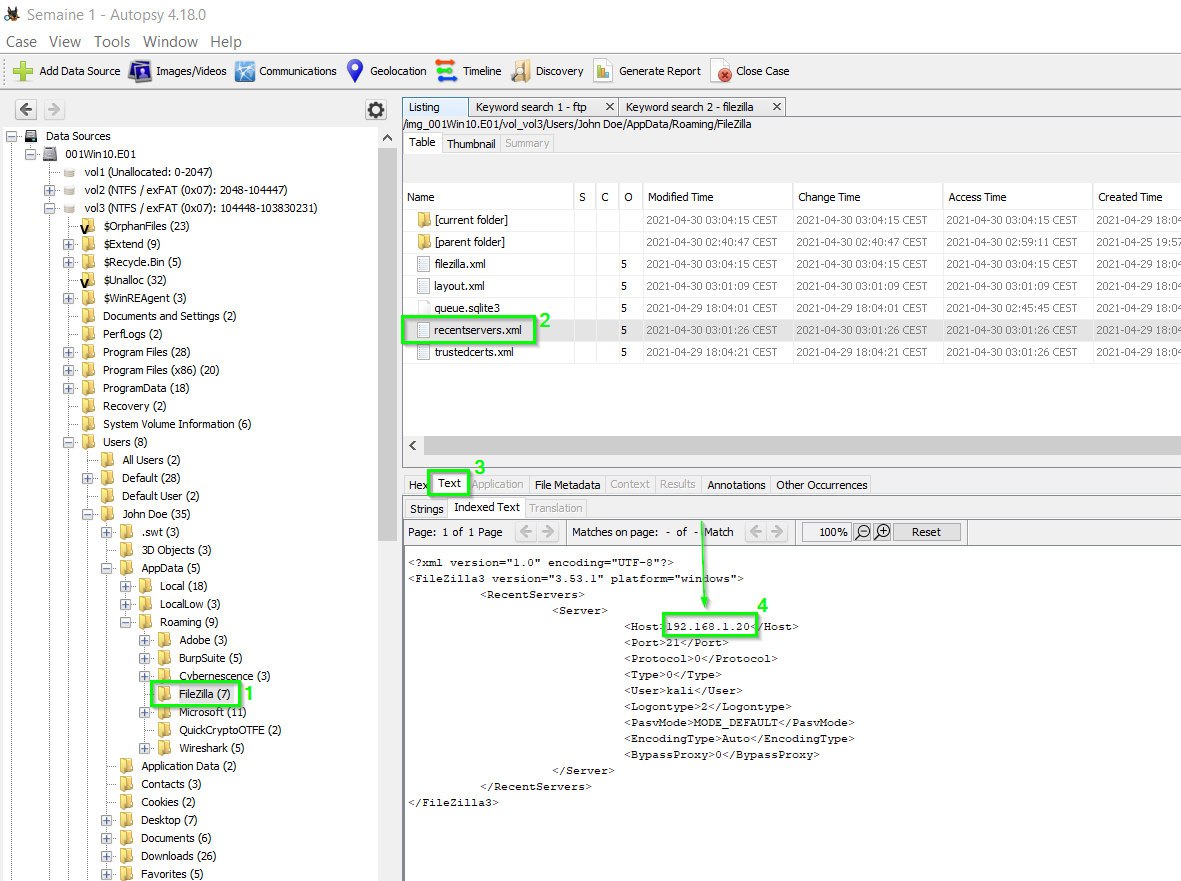 Semaine 1 - Autopsy 4.18.0
Case View Tools Window Help
Add Data Source Images/Videos Communications Geolocation Timeline Discovery Generate Report Close Case
Data Sources
001Win10.E01
vol1 (Unallocated: 0-2047)
vol2 (NTFS / exFAT (0x07): 2048-104447)
vol3 (NTFS / exFAT (0x07): 104448-103830231)
$OrphanFiles (23)
$Extend (9)
$Recycle.Bin (5)
$Unalloc (32)
$WinREAgent (3)
Documents and Settings (2)
PerfLogs (2)
Program Files (28)
Program Files (x86) (20)
ProgramData (18)
Recovery (2)
System Volume Information (6)
Users (8)
All Users (2)
Default (28)
Default User (2)
John Doe (35)
.swt (3)
3D Objects (3)
AppData (5)
Local (18)
LocalLow (3)
Roaming (9)
Adobe (3)
BurpSuite (5)
Cybernescence (3)
FileZilla (7) 1
Microsoft (11)
QuickCryptoOTFE (2)
Wireshark (5)
Application Data (2)
Contacts (3)
Cookies (2)
Desktop (7)
Documents (6)
Downloads (26)
Favorites (5)
Listing Keyword search 1 - ftp Keyword search 2 - filezilla
/img_001Win10.E01/vol_vol3/Users/John Doe/AppData/Roaming/FileZilla
Table Thumbnail Summary
Name S C O Modified Time Change Time Access Time Created Time
[current folder] 2021-04-30 03:04:15 CEST 2021-04-30 03:04:15 CEST 2021-04-30 03:04:15 CEST 2021-04-29 18:04
[parent folder] 2021-04-30 02:40:47 CEST 2021-04-30 02:40:47 CEST 2021-04-30 02:59:11 CEST 2021-04-25 19:57
filezilla.xml 5 2021-04-30 03:04:15 CEST 2021-04-30 03:04:15 CEST 2021-04-30 03:04:15 CEST 2021-04-29 18:04
layout.xml 5 2021-04-30 03:01:09 CEST 2021-04-30 03:01:09 CEST 2021-04-30 03:01:09 CEST 2021-04-29 18:04
queue.sqlite3 5 2021-04-29 18:04:01 CEST 2021-04-29 18:04:01 CEST 2021-04-30 02:45:45 CEST 2021-04-29 18:04
recentservers.xml 2 5 2021-04-30 03:01:26 CEST 2021-04-30 03:01:26 CEST 2021-04-30 03:01:26 CEST 2021-04-29 18:04
trustedcerts.xml 5 2021-04-29 18:04:21 CEST 2021-04-29 18:04:21 CEST 2021-04-30 03:01:26 CEST 2021-04-29 18:04
3
Hex Text Application File Metadata Context Results Annotations Other Occurrences
Strings Indexed Text Translation
Page: 1 of 1 Page Matches on page: - of - Match 100% Reset
<?xml version="1.0" encoding="UTF-8"?>
<FileZilla3 version="3.53.1" platform="windows">
<RecentServers>
<Server>
4
<Host>192.168.1.20</Host>
<Port>21</Port>
<Protocol>0</Protocol>
<Type>0</Type>
<User>kali</User>
<Logontype>2</Logontype>
<PasvMode>MODE_DEFAULT</PasvMode>
<EncodingType>Auto</EncodingType>
<BypassProxy>0</BypassProxy>
</Server>
</RecentServers>
</FileZilla3>